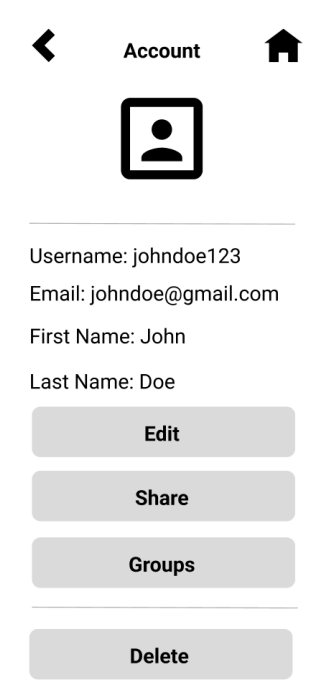 Account
Username: johndoe123
Email: johndoe@gmail.com
First Name: John
Last Name: Doe
Edit
Share
Groups
Delete